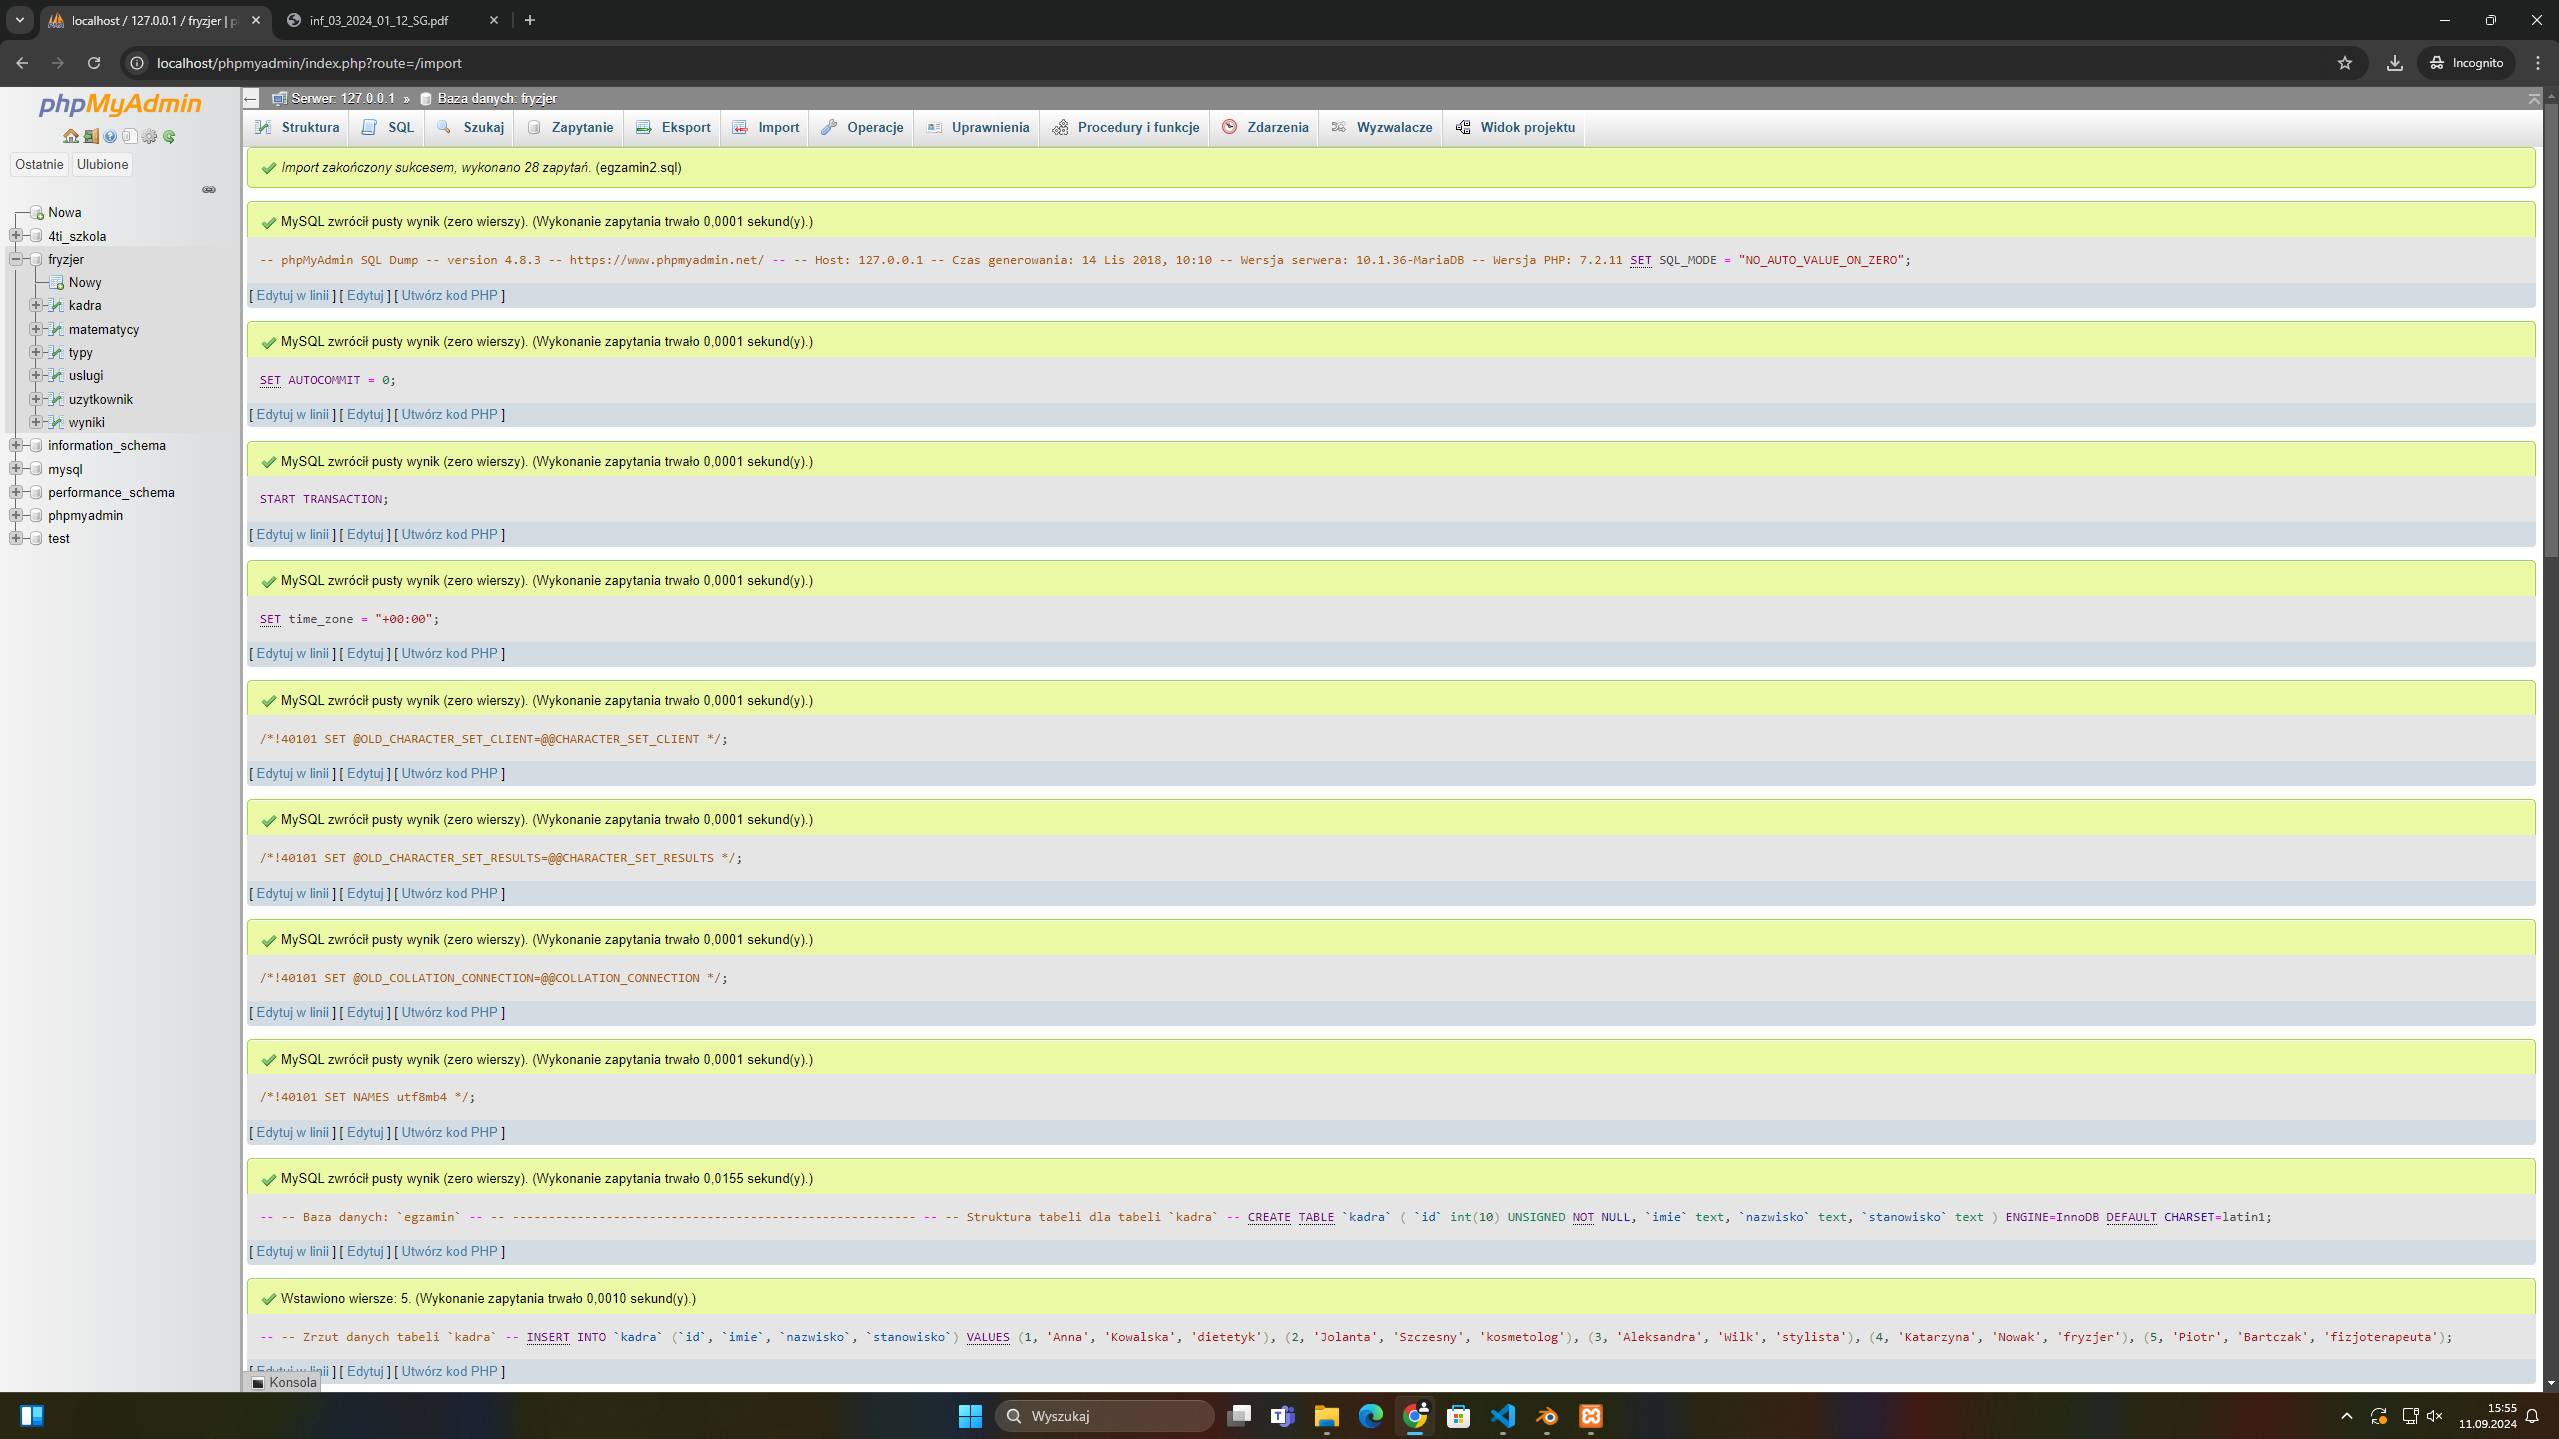 localhost / 127.0.0.1 / fryzjer | p
inf_03_2024_01_12_SG.pdf
localhost/phpmyadmin/index.php?route=/import
Incognito
phpMyAdmin
Ostatnie
Ulubione
Nowa
4ti_szkola
fryzjer
Nowy
kadra
matematycy
typy
uslugi
uzytkownik
wyniki
information_schema
mysql
performance_schema
phpmyadmin
test
Serwer: 127.0.0.1 » Baza danych: fryzjer
Struktura SQL Szukaj Zapytanie Eksport Import Operacje Uprawnienia Procedury i funkcje Zdarzenia Wyzwalacze Widok projektu
Import zakończony sukcesem, wykonano 28 zapytań. (egzamin2.sql)
MySQL zwrócił pusty wynik (zero wierszy). (Wykonanie zapytania trwało 0,0001 sekund(y).)
-- phpMyAdmin SQL Dump -- version 4.8.3 -- https://www.phpmyadmin.net/ -- -- Host: 127.0.0.1 -- Czas generowania: 14 Lis 2018, 10:10 -- Wersja serwera: 10.1.36-MariaDB -- Wersja PHP: 7.2.11 SET SQL_MODE = "NO_AUTO_VALUE_ON_ZERO";
[ Edytuj w linii ] [ Edytuj ] [ Utwórz kod PHP ]
MySQL zwrócił pusty wynik (zero wierszy). (Wykonanie zapytania trwało 0,0001 sekund(y).)
SET AUTOCOMMIT = 0;
[ Edytuj w linii ] [ Edytuj ] [ Utwórz kod PHP ]
MySQL zwrócił pusty wynik (zero wierszy). (Wykonanie zapytania trwało 0,0001 sekund(y).)
START TRANSACTION;
[ Edytuj w linii ] [ Edytuj ] [ Utwórz kod PHP ]
MySQL zwrócił pusty wynik (zero wierszy). (Wykonanie zapytania trwało 0,0001 sekund(y).)
SET time_zone = "+00:00";
[ Edytuj w linii ] [ Edytuj ] [ Utwórz kod PHP ]
MySQL zwrócił pusty wynik (zero wierszy). (Wykonanie zapytania trwało 0,0001 sekund(y).)
/*!40101 SET @OLD_CHARACTER_SET_CLIENT=@@CHARACTER_SET_CLIENT */;
[ Edytuj w linii ] [ Edytuj ] [ Utwórz kod PHP ]
MySQL zwrócił pusty wynik (zero wierszy). (Wykonanie zapytania trwało 0,0001 sekund(y).)
/*!40101 SET @OLD_CHARACTER_SET_RESULTS=@@CHARACTER_SET_RESULTS */;
[ Edytuj w linii ] [ Edytuj ] [ Utwórz kod PHP ]
MySQL zwrócił pusty wynik (zero wierszy). (Wykonanie zapytania trwało 0,0001 sekund(y).)
/*!40101 SET @OLD_COLLATION_CONNECTION=@@COLLATION_CONNECTION */;
[ Edytuj w linii ] [ Edytuj ] [ Utwórz kod PHP ]
MySQL zwrócił pusty wynik (zero wierszy). (Wykonanie zapytania trwało 0,0001 sekund(y).)
/*!40101 SET NAMES utf8mb4 */;
[ Edytuj w linii ] [ Edytuj ] [ Utwórz kod PHP ]
MySQL zwrócił pusty wynik (zero wierszy). (Wykonanie zapytania trwało 0,0155 sekund(y).)
-- -- Baza danych: `egzamin` -- -- -------------------------------------------------------- -- -- Struktura tabeli dla tabeli `kadra` -- CREATE TABLE `kadra` ( `id` int(10) UNSIGNED NOT NULL, `imie` text, `nazwisko` text, `stanowisko` text ) ENGINE=InnoDB DEFAULT CHARSET=latin1;
[ Edytuj w linii ] [ Edytuj ] [ Utwórz kod PHP ]
Wstawiono wiersze: 5. (Wykonanie zapytania trwało 0,0010 sekund(y).)
-- -- Zrzut danych tabeli `kadra` -- INSERT INTO `kadra` (`id`, `imie`, `nazwisko`, `stanowisko`) VALUES (1, 'Anna', 'Kowalska', 'dietetyk'), (2, 'Jolanta', 'Szczesny', 'kosmetolog'), (3, 'Aleksandra', 'Wilk', 'stylista'), (4, 'Katarzyna', 'Nowak', 'fryzjer'), (5, 'Piotr', 'Bartczak', 'fizjoterapeuta');
[ Edytuj w linii ] [ Edytuj ] [ Utwórz kod PHP ]
Konsola
Wyszukaj
15:55
11.09.2024